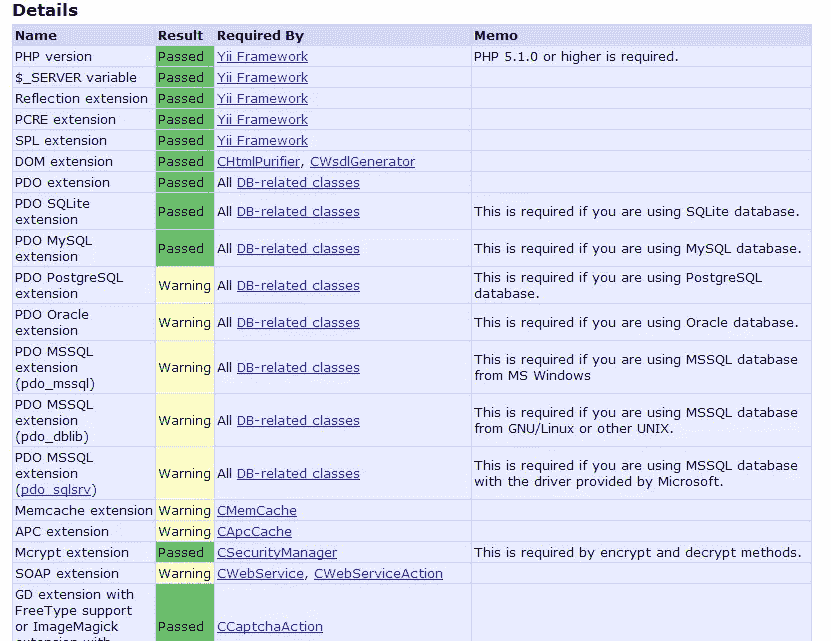 Details
Name Result Required By Memo
PHP version Passed Yii Framework PHP 5.1.0 or higher is required.
$_SERVER variable Passed Yii Framework
Reflection extension Passed Yii Framework
PCRE extension Passed Yii Framework
SPL extension Passed Yii Framework
DOM extension Passed CHtmlPurifier, CWsdlGenerator
PDO extension Passed All DB-related classes
PDO SQLite
extension Passed All DB-related classes This is required if you are using SQLite database.
PDO MySQL
extension Passed All DB-related classes This is required if you are using MySQL database.
PDO PostgreSQL
extension Warning All DB-related classes This is required if you are using PostgreSQL
database.
PDO Oracle
extension Warning All DB-related classes This is required if you are using Oracle database.
PDO MSSQL
extension
(pdo_mssql) Warning All DB-related classes This is required if you are using MSSQL database
from MS Windows
PDO MSSQL
extension
(pdo_dblib) Warning All DB-related classes This is required if you are using MSSQL database
from GNU/Linux or other UNIX.
PDO MSSQL
extension
(pdo_sqlsrv) Warning All DB-related classes This is required if you are using MSSQL database
with the driver provided by Microsoft.
Memcache extension Warning CMemCache
APC extension Warning CApcCache
Mcrypt extension Passed CSecurityManager This is required by encrypt and decrypt methods.
SOAP extension Warning CWebService, CWebServiceAction
GD extension with
FreeType support
or ImageMagick Passed CCaptchaAction
extension with